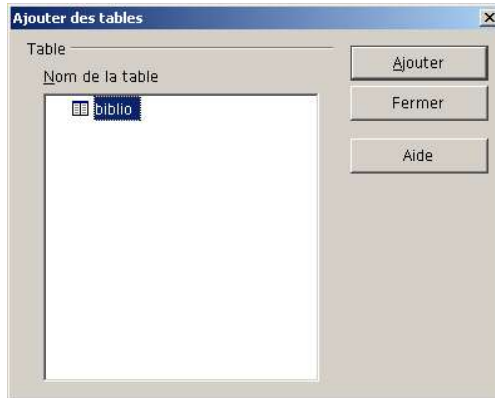 Ajouter des tables
Table
Nom de la table
biblio
Ajouter
Fermer
Aide